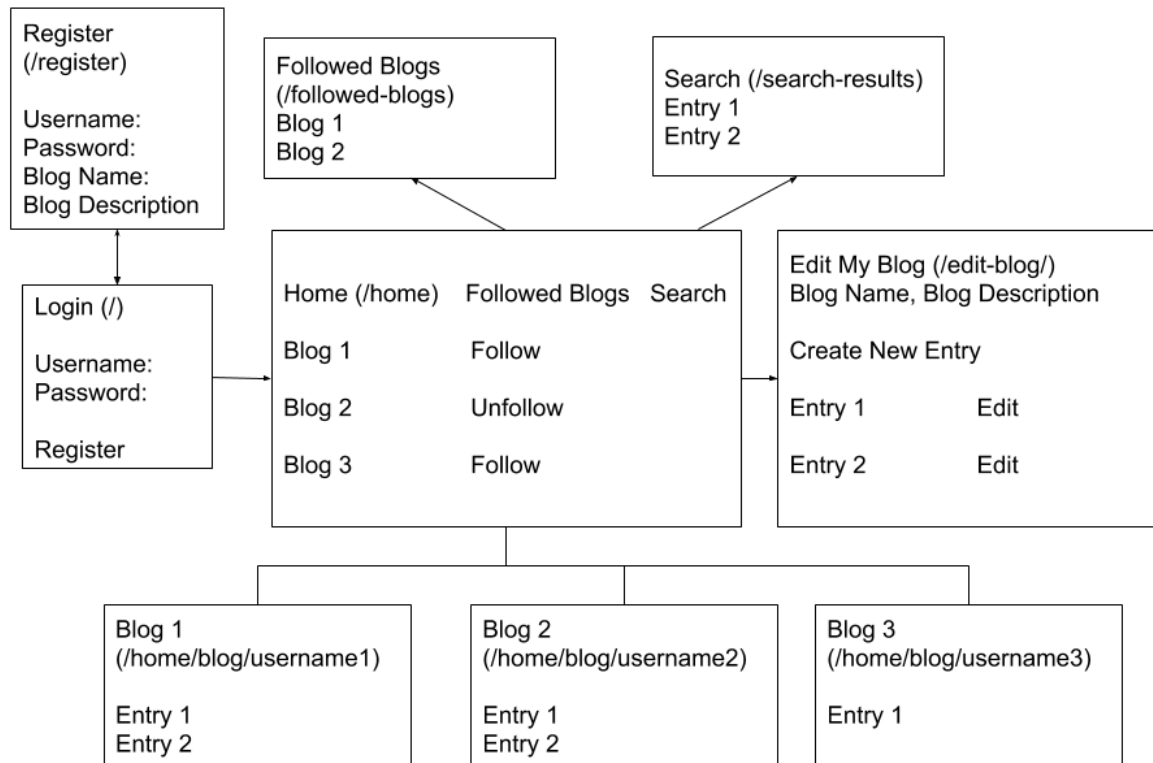 Register
(/register)
Username:
Password:
Blog Name:
Blog Description
Followed Blogs
(/followed-blogs)
Blog 1
Blog 2
Search (/search-results)
Entry 1
Entry 2
Login (/)
Username:
Password:
Register
Home (/home) Followed Blogs Search
Blog 1 Follow
Blog 2 Unfollow
Blog 3 Follow
Edit My Blog (/edit-blog/)
Blog Name, Blog Description
Create New Entry
Entry 1 Edit
Entry 2 Edit
Blog 1
(/home/blog/username1)
Entry 1
Entry 2
Blog 2
(/home/blog/username2)
Entry 1
Entry 2
Blog 3
(/home/blog/username3)
Entry 1